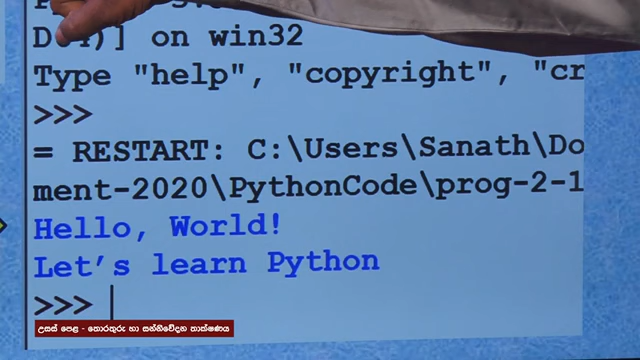 on win32
Type "help", "copyright", "cr
>>>
= RESTART: C:\Users\Sanath\Do
ment-2020\PythonCode\prog-2-1
Hello, World!
Let's learn Python
>>>
උසස් පෙළ - තොරතුරු හා සන්නිවේදන තාක්ෂණය